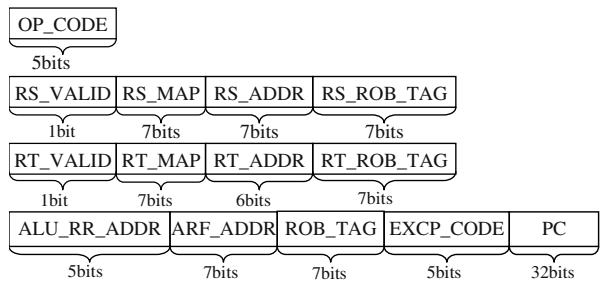 OP_CODE
5bits
RS_VALID RS_MAP RS_ADDR RS_ROB_TAG
1bit 7bits 7bits 7bits
RT_VALID RT_MAP RT_ADDR RT_ROB_TAG
1bit 7bits 6bits 7bits
ALU_RR_ADDR ARF_ADDR ROB_TAG EXCP_CODE PC
5bits 7bits 7bits 5bits 32bits